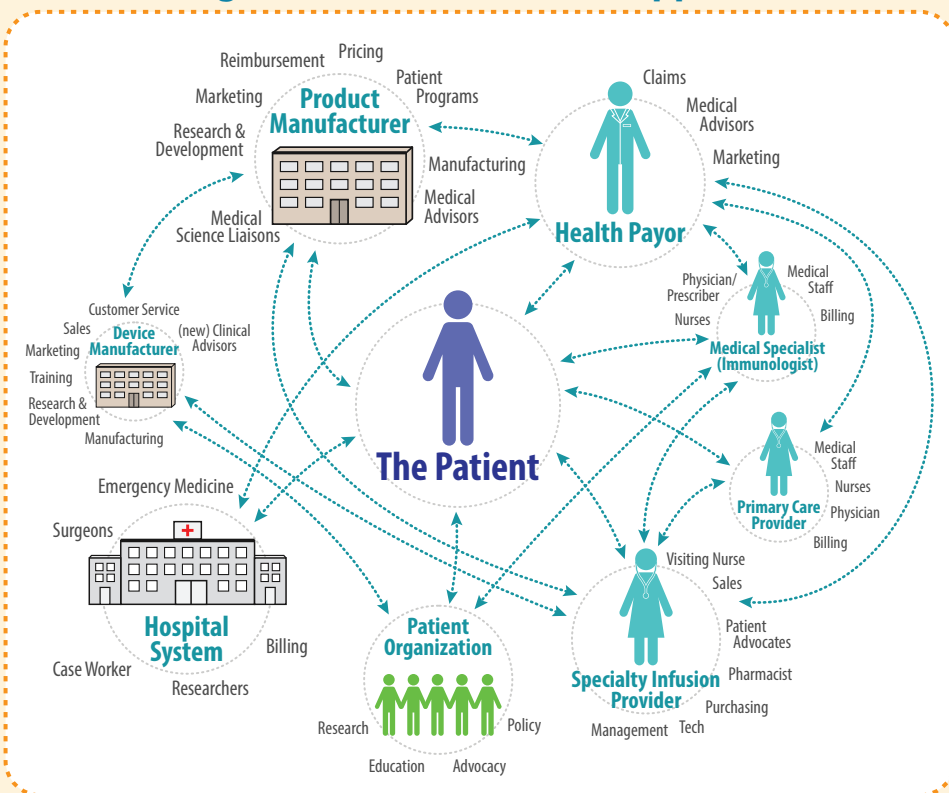 Reimbursement
Pricing
Patient
Programs
Marketing
Product
Manufacturer
Research &
Development
Manufacturing
Medical
Advisors
Medical
Science Liaisons
Claims
Medical
Advisors
Marketing
Health Payor
Physician/
Prescriber
Medical
Staff
Nurses
Billing
Medical Specialist
(Immunologist)
Customer Service
Sales
Device
Manufacturer
(new) Clinical
Advisors
Marketing
Training
Research &
Development
Manufacturing
The Patient
Medical
Staff
Nurses
Primary Care
Provider
Physician
Billing
Emergency Medicine
Surgeons
Hospital
System
Billing
Case Worker
Researchers
Patient
Organization
Research
Policy
Education
Advocacy
Visiting Nurse
Sales
Patient
Advocates
Specialty Infusion
Provider
Pharmacist
Purchasing
Tech
Management